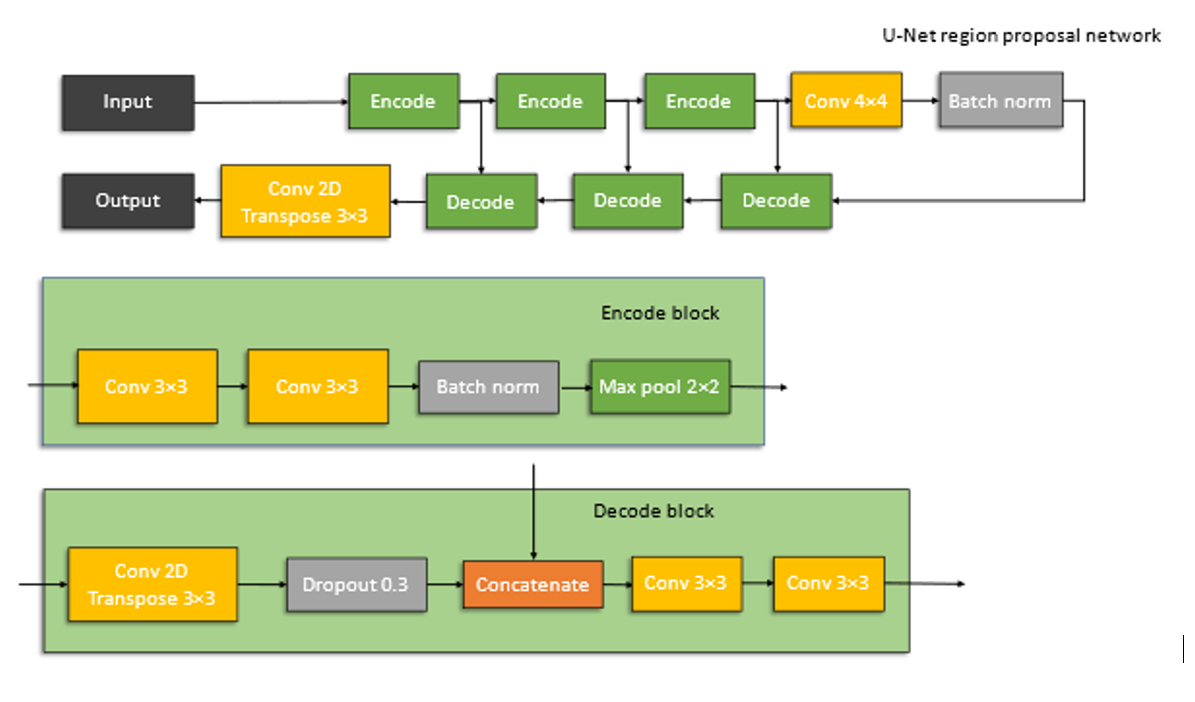 U-Net region proposal network
Input
Encode
Encode
Encode
Conv 4×4
Batch norm
Output
Conv 2D
Transpose 3×3
Decode
Decode
Decode
Encode block
Conv 3×3
Conv 3×3
Batch norm
Max pool 2×2
Decode block
Conv 2D
Transpose 3×3
Dropout 0.3
Concatenate
Conv 3×3
Conv 3×3